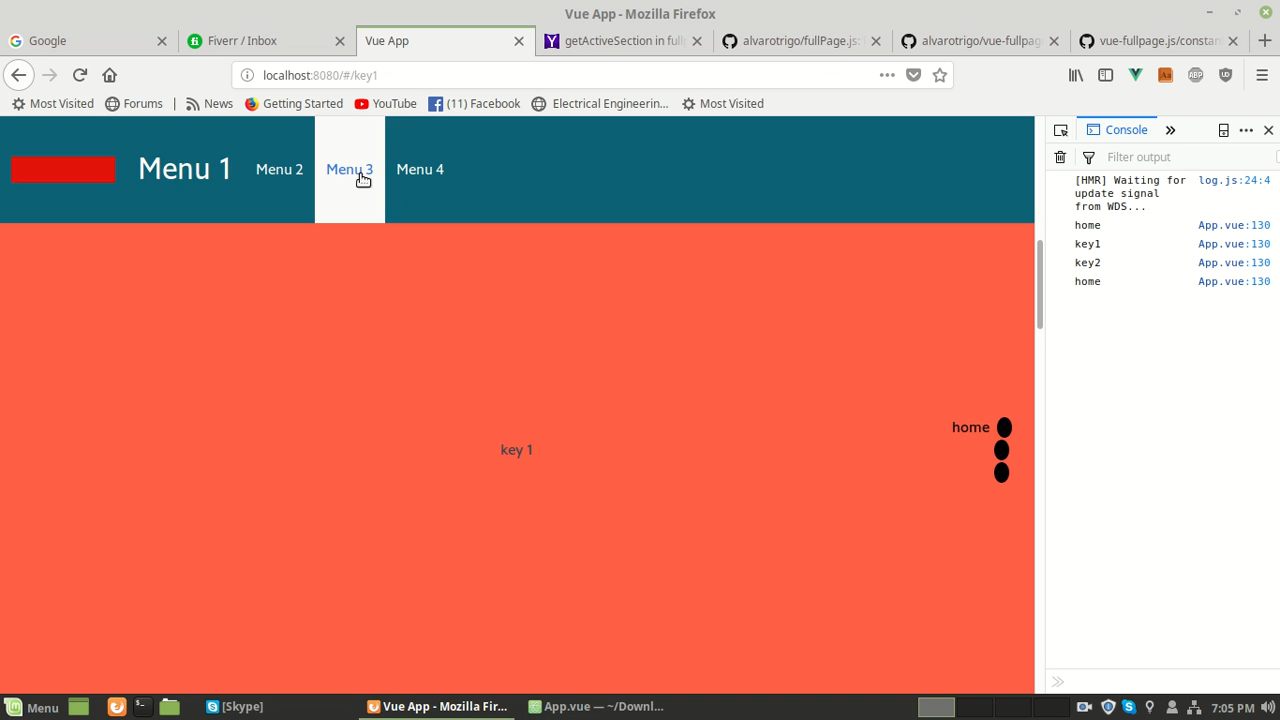 Vue App - Mozilla Firefox
Google
Fiverr / Inbox
Vue App
getActiveSection in full
alvarotrigo/fullPage.js:
alvarotrigo/vue-fullpag
vue-fullpage.js/constan
localhost:8080/#/key1
Most Visited
Forums
News
Getting Started
YouTube
(11) Facebook
Electrical Engineerin...
Most Visited
Menu 1
Menu 2
Menu 3
Menu 4
key 1
home
Console
Filter output
[HMR] Waiting for log.js:24:4
update signal
from WDS...
home App.vue:130
key1 App.vue:130
key2 App.vue:130
home App.vue:130
Menu
[Skype]
Vue App - Mozilla Fir...
App.vue — ~/Downl...
7:05 PM